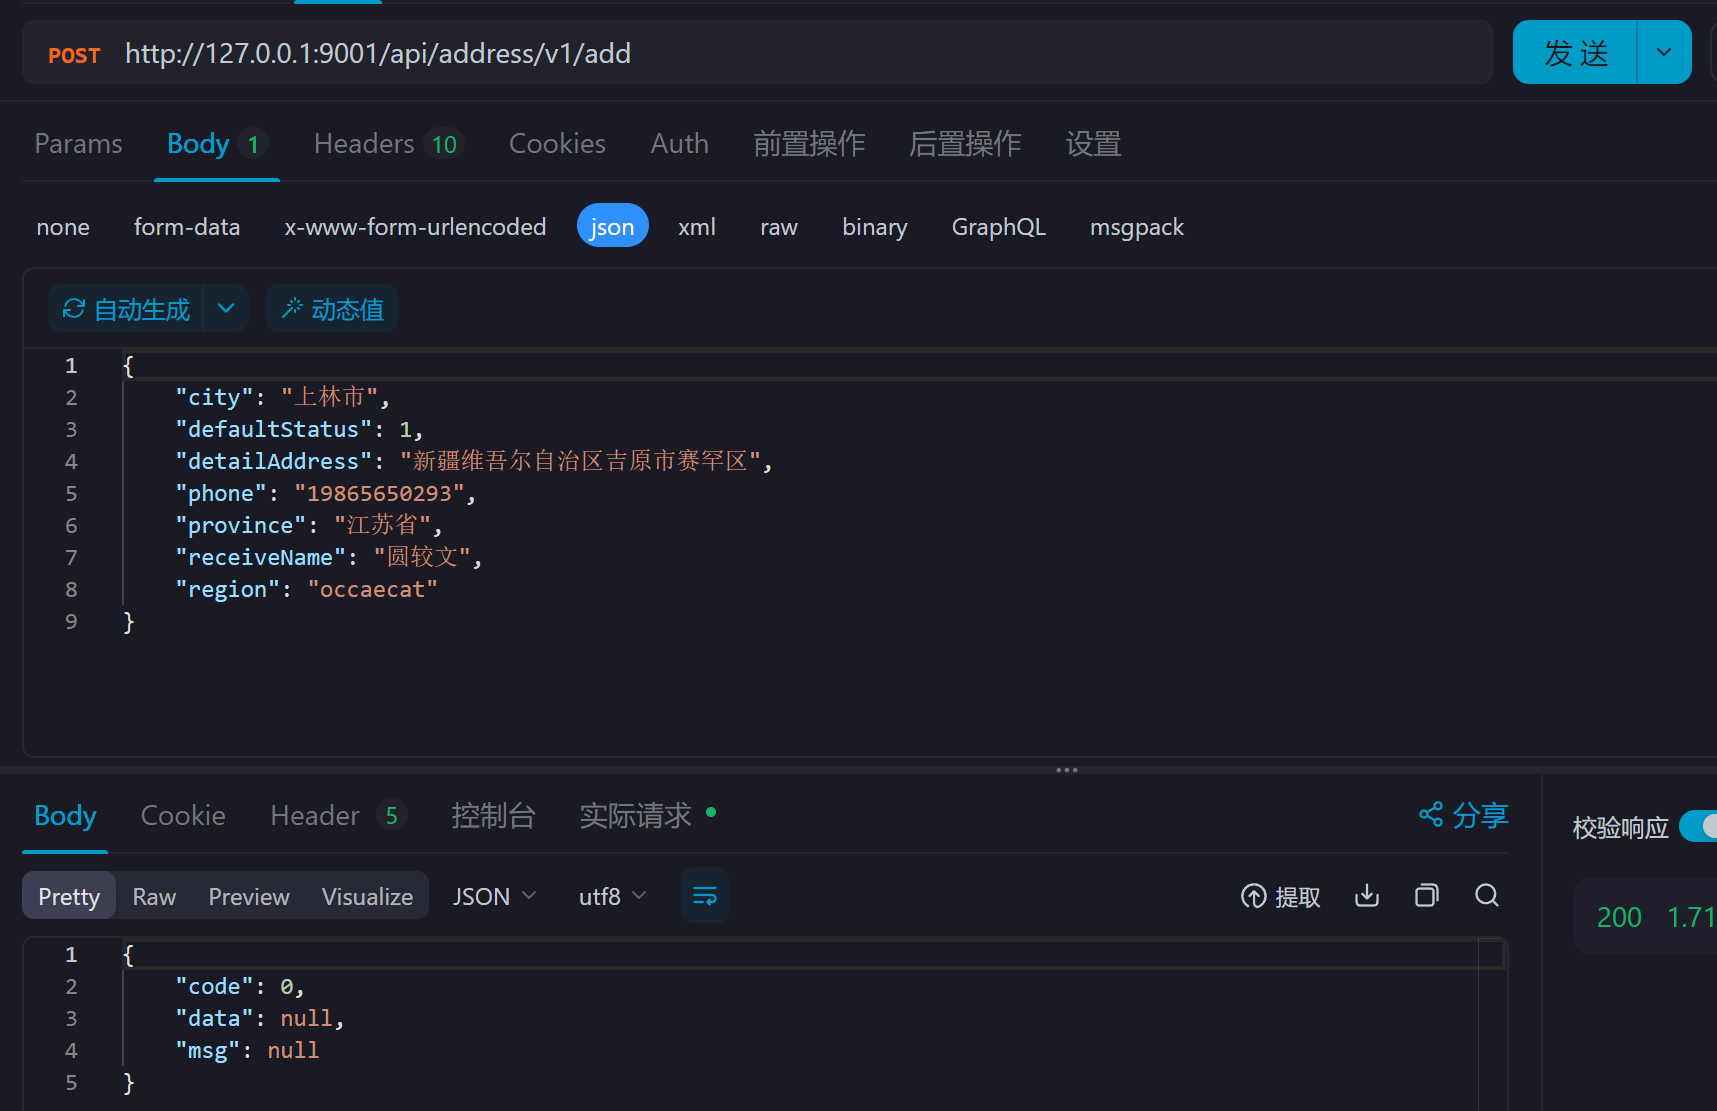 POST http://127.0.0.1:9001/api/address/v1/add 发 送
Params Body 1 Headers 10 Cookies Auth 前置操作 后置操作 设置
none form-data x-www-form-urlencoded json xml raw binary GraphQL msgpack
自动生成 动态值
1 {
2 "city": "上林市",
3 "defaultStatus": 1,
4 "detailAddress": "新疆维吾尔自治区吉原市赛罕区",
5 "phone": "19865650293",
6 "province": "江苏省",
7 "receiveName": "圆较文",
8 "region": "occaecat"
9 }
Body Cookie Header 5 控制台 实际请求 分享
校验响应
Pretty Raw Preview Visualize JSON utf8 提取
200 1.71
1 {
2 "code": 0,
3 "data": null,
4 "msg": null
5 }